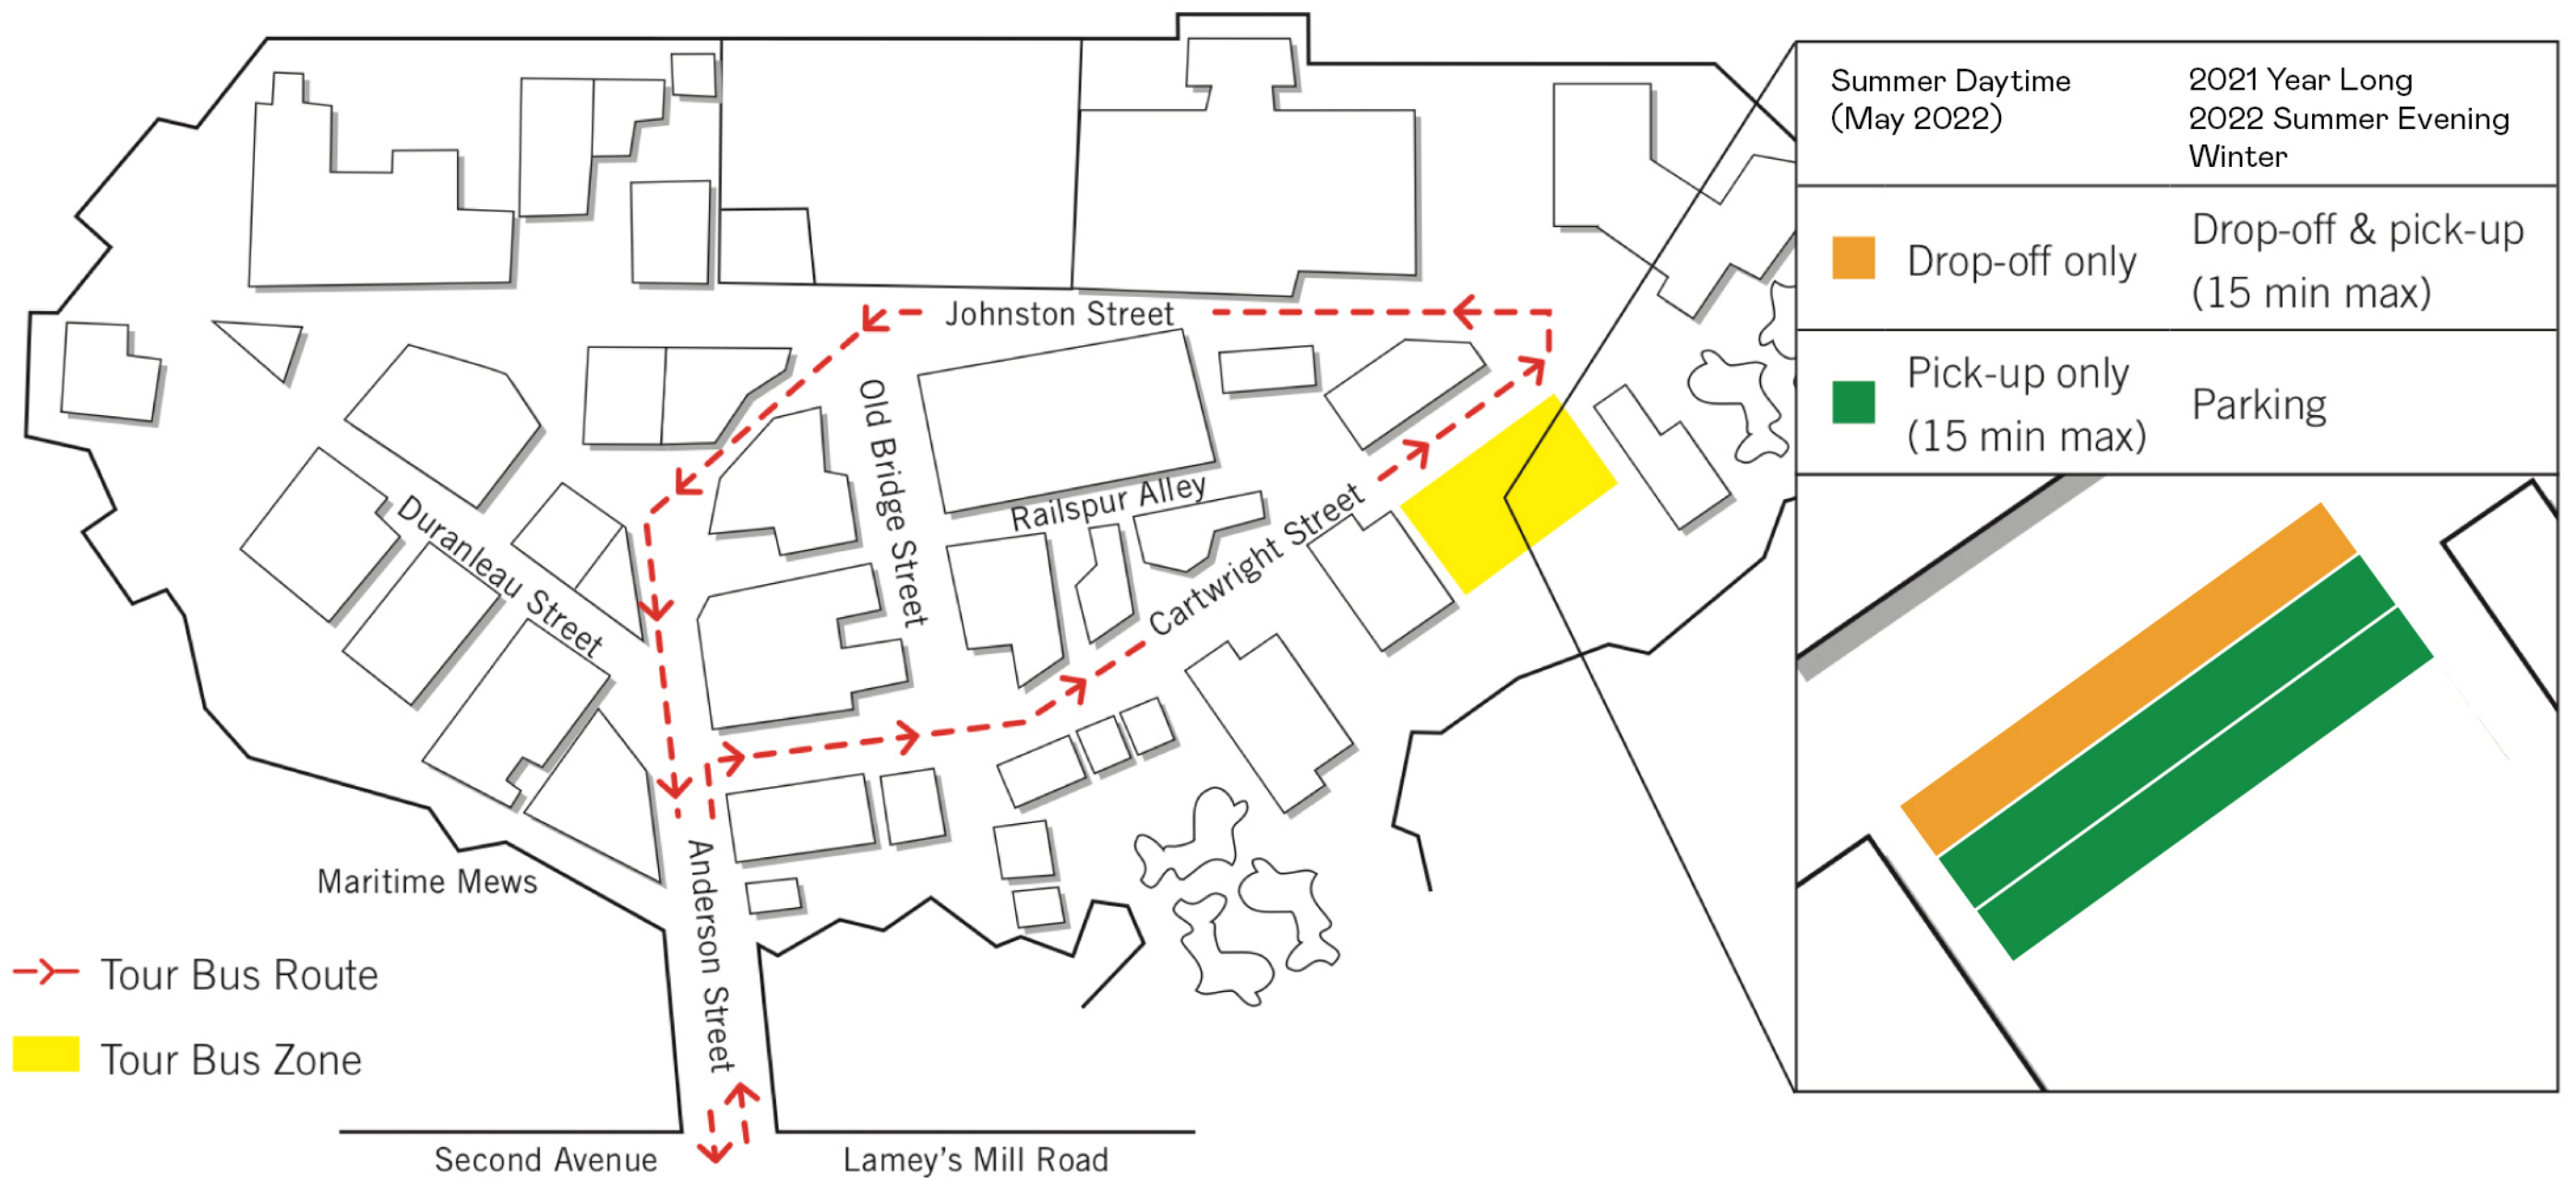 Summer Daytime
(May 2022)
2021 Year Long
2022 Summer Evening
Winter
Drop-off only
Drop-off & pick-up
(15 min max)
Pick-up only
(15 min max)
Parking
Johnston Street
Old Bridge Street
Railspur Alley
Cartwright Street
Duranleau Street
Anderson Street
Maritime Mews
Tour Bus Route
Tour Bus Zone
Second Avenue
Lamey's Mill Road